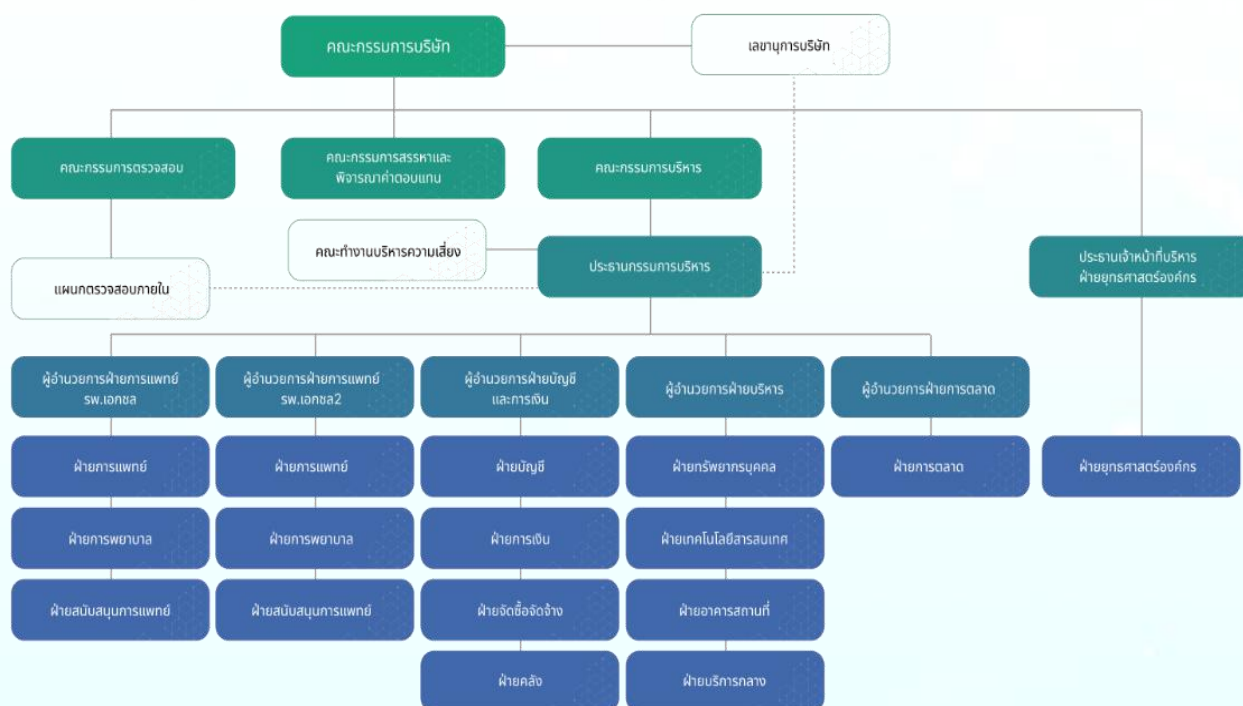 คณะกรรมการบริษัท
เลขานุการบริษัท
คณะกรรมการตรวจสอบ
คณะกรรมการสรรหาและ
พิจารณาค่าตอบแทน
คณะกรรมการบริหาร
คณะทำงานบริหารความเสี่ยง
ประธานกรรมการบริหาร
ประธานเจ้าหน้าที่บริหาร
ฝ่ายยุทธศาสตร์องค์กร
แผนกตรวจสอบภายใน
ผู้อำนวยการฝ่ายการแพทย์
รพ.เอกชล
ผู้อำนวยการฝ่ายการแพทย์
รพ.เอกชล2
ผู้อำนวยการฝ่ายบัญชี
และการเงิน
ผู้อำนวยการฝ่ายบริหาร
ผู้อำนวยการฝ่ายการตลาด
ฝ่ายการแพทย์
ฝ่ายการแพทย์
ฝ่ายบัญชี
ฝ่ายทรัพยากรบุคคล
ฝ่ายการตลาด
ฝ่ายยุทธศาสตร์องค์กร
ฝ่ายการพยาบาล
ฝ่ายการพยาบาล
ฝ่ายการเงิน
ฝ่ายเทคโนโลยีสารสนเทศ
ฝ่ายสนับสนุนการแพทย์
ฝ่ายสนับสนุนการแพทย์
ฝ่ายจัดซื้อจัดจ้าง
ฝ่ายอาคารสถานที่
ฝ่ายคลัง
ฝ่ายบริการกลาง